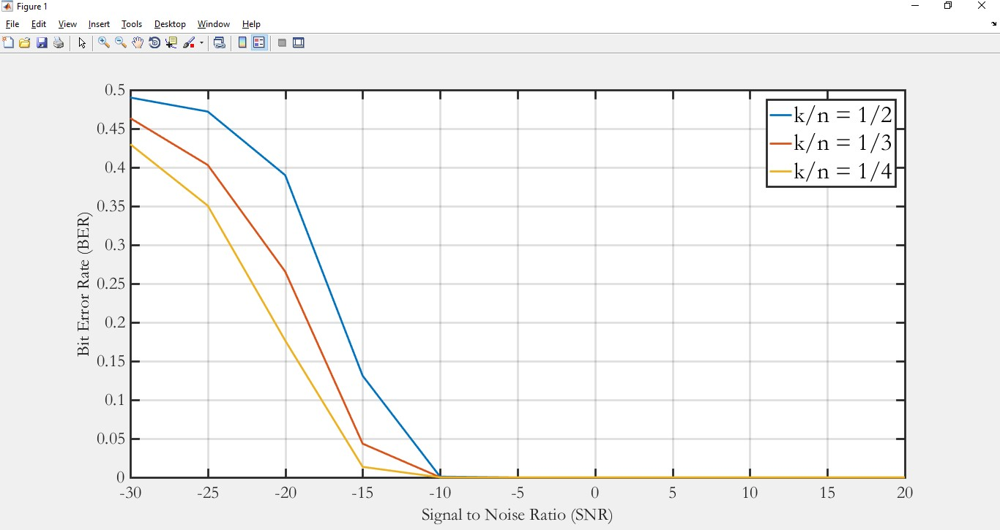 Figure 1
File Edit View Insert Tools Desktop Window Help
0.5
0.45
0.4
0.35
0.3
0.25
0.2
0.15
0.1
0.05
0
Bit Error Rate (BER)
k/n = 1/2
k/n = 1/3
k/n = 1/4
-30 -25 -20 -15 -10 -5 0 5 10 15 20
Signal to Noise Ratio (SNR)